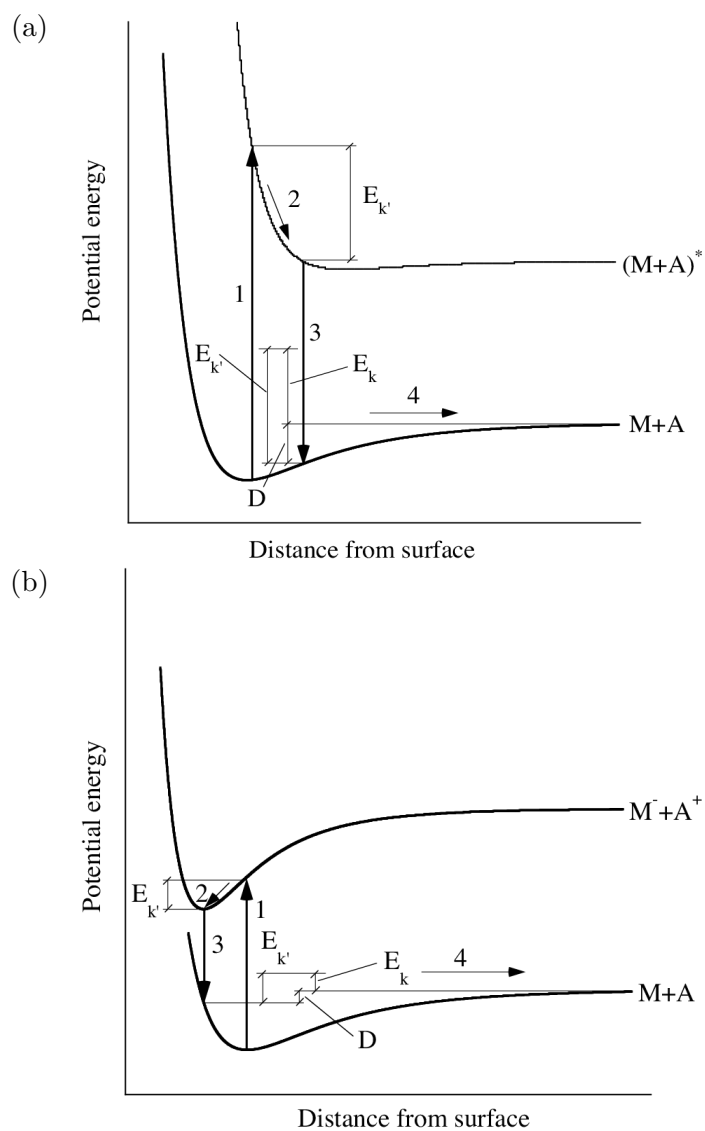 (a)
Potential energy
2
E_k'
(M+A)*
1
3
E_k'
E_k
4
M+A
D
Distance from surface
(b)
Potential energy
M⁻+A⁺
E_k'
2
1
3
E_k'
E_k
4
M+A
D
Distance from surface